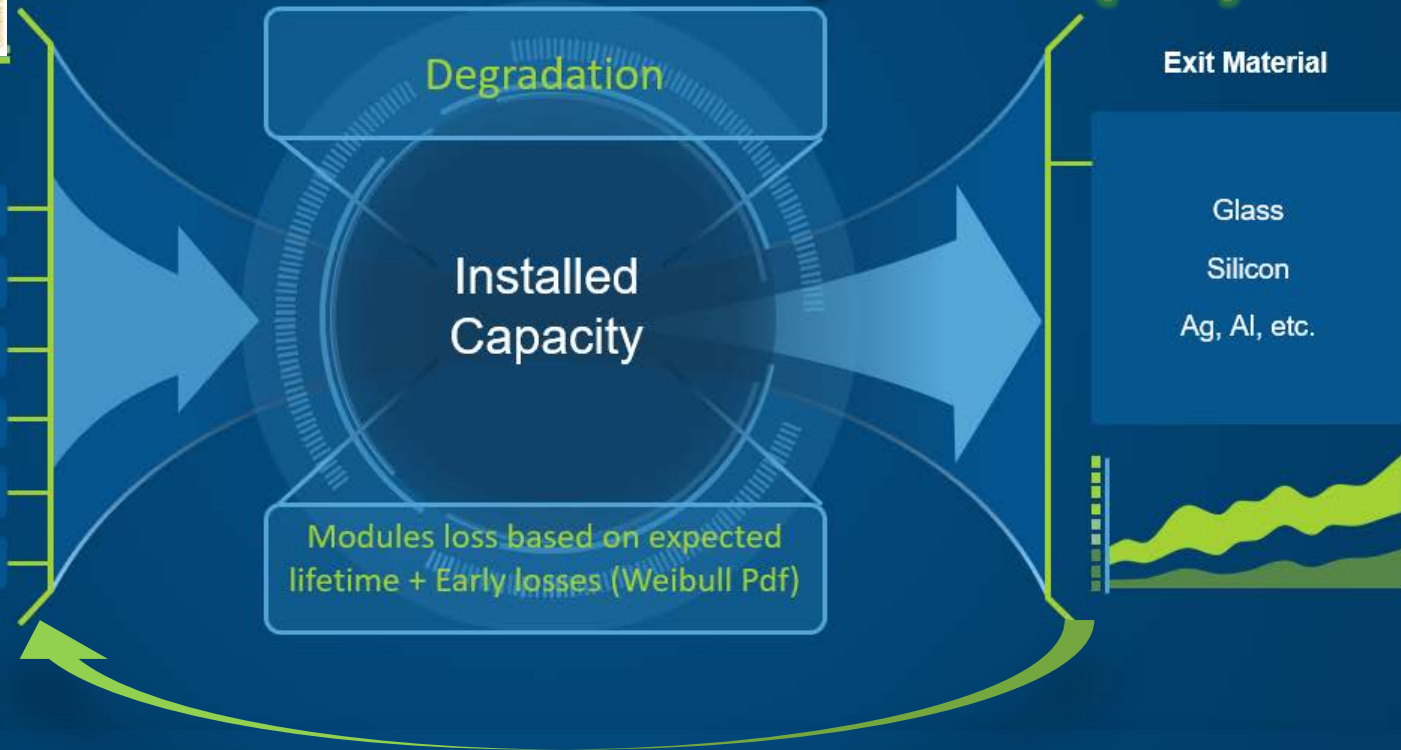 Degradation
Exit Material
Installed
Capacity
Glass
Silicon
Ag, Al, etc.
Modules loss based on expected
lifetime + Early losses (Weibull Pdf)